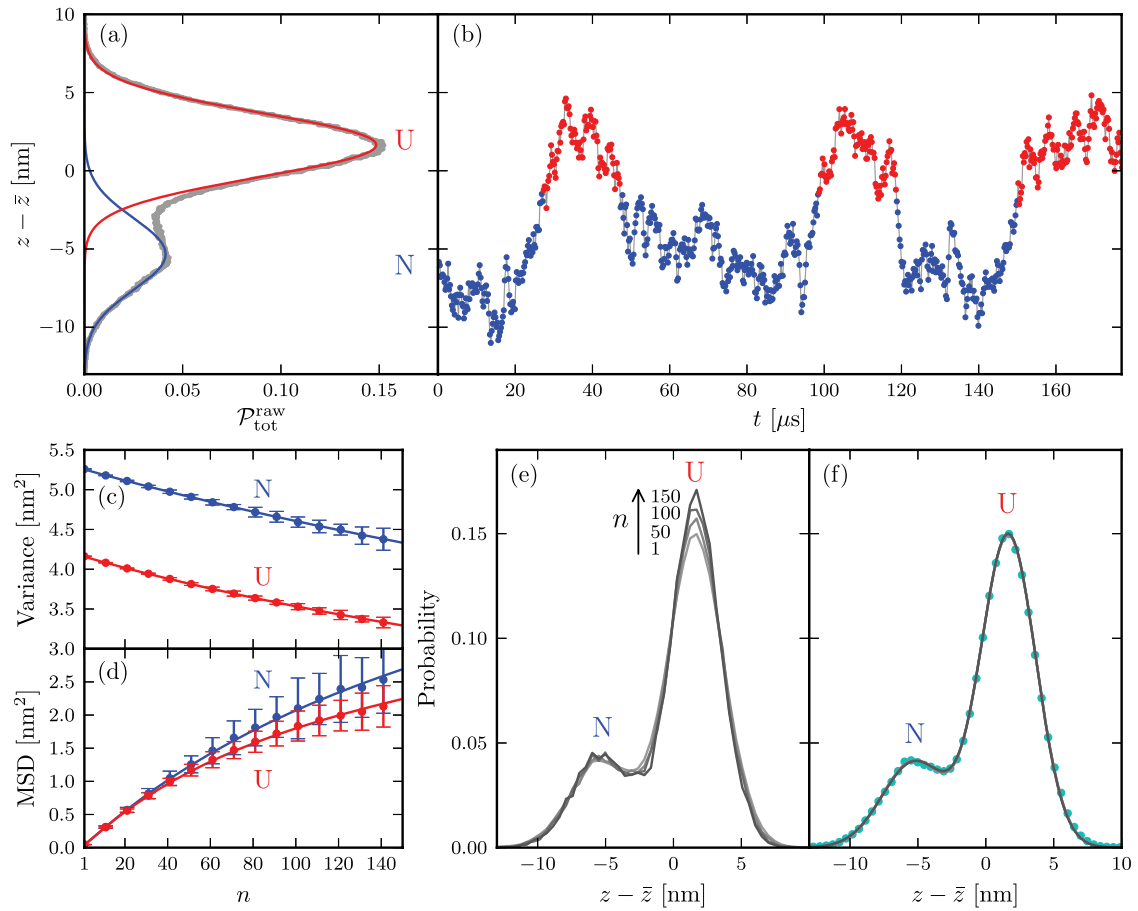 (a)
10
5
0
−5
−10
z − z̄ [nm]
U
N
0.00 0.05 0.10 0.15
𝒫_tot^raw
(b)
0 20 40 60 80 100 120 140 160
t [μs]
(c)
5.5
5.0
4.5
4.0
3.5
3.0
Variance [nm²]
N
U
(d)
2.5
2.0
1.5
1.0
0.5
0.0
MSD [nm²]
N
U
1 20 40 60 80 100 120 140
n
(e)
U
n
150
100
50
1
N
0.15
0.10
0.05
0.00
Probability
−10 −5 0 5
z − z̄ [nm]
(f)
U
N
−10 −5 0 5 10
z − z̄ [nm]